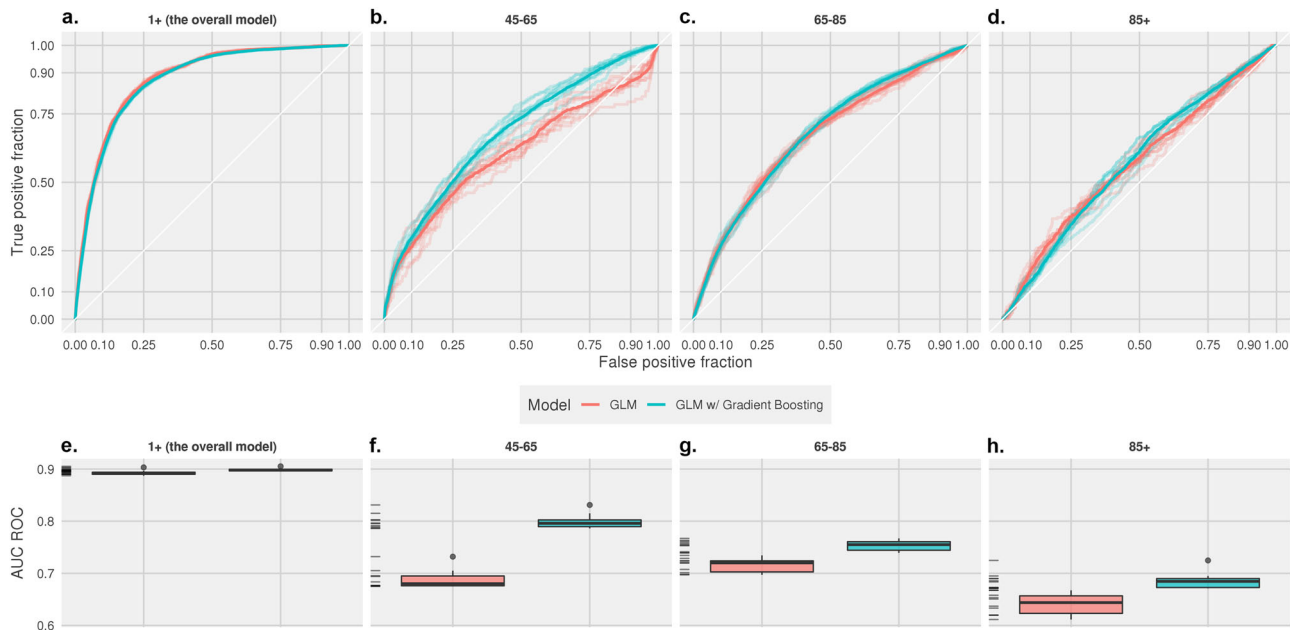 a. 1+ (the overall model)
b. 45-65
c. 65-85
d. 85+
True positive fraction
1.00
0.90
0.75
0.50
0.25
0.10
0.00
0.00 0.10 0.25 0.50 0.75 0.90 1.00
0.00 0.10 0.25 0.50 0.75 0.90 1.00
0.00 0.10 0.25 0.50 0.75 0.90 1.00
0.00 0.10 0.25 0.50 0.75 0.90 1.00
False positive fraction
Model GLM GLM w/ Gradient Boosting
e. 1+ (the overall model)
f. 45-65
g. 65-85
h. 85+
AUC ROC
0.9
0.8
0.7
0.6